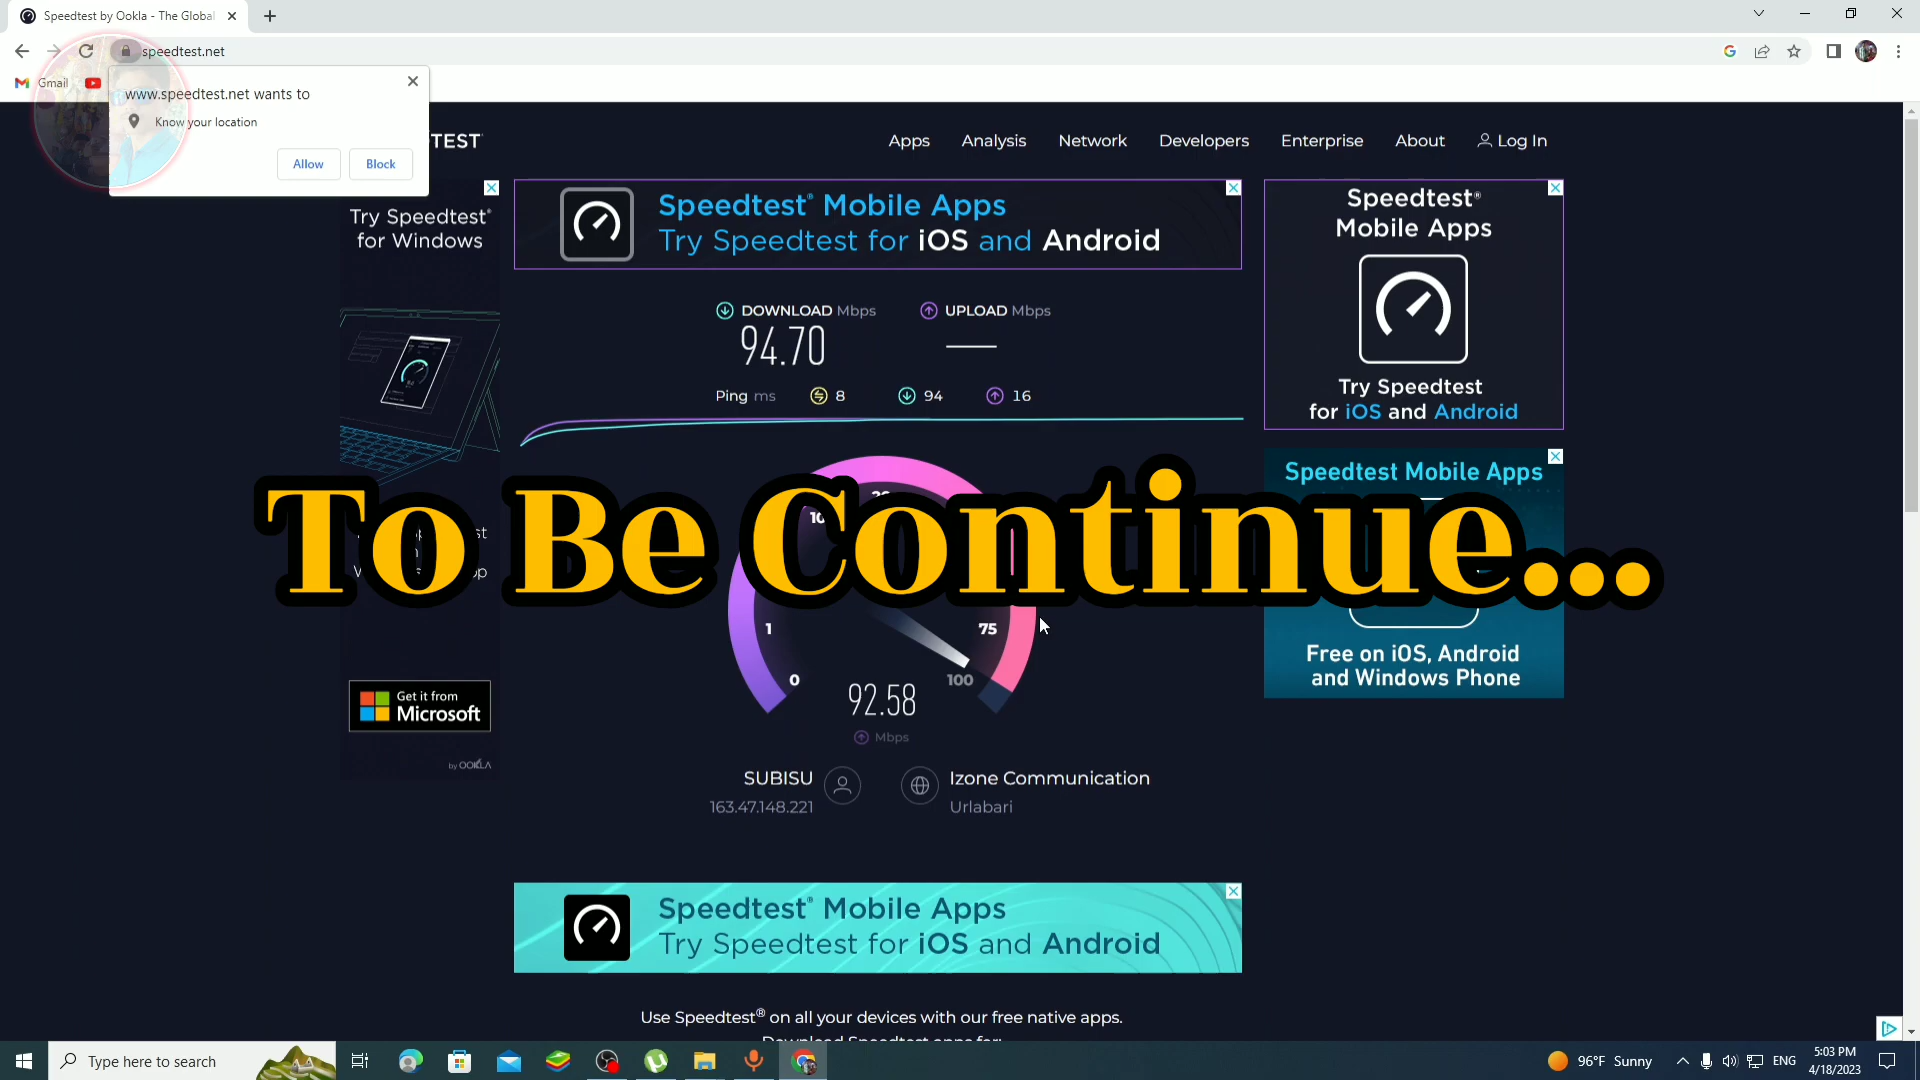 Speedtest by Ookla - The Global
speedtest.net
Gmail
www.speedtest.net wants to
Know your location
Allow
Block
TEST
Apps
Analysis
Network
Developers
Enterprise
About
Log In
Try Speedtest®
for Windows
Speedtest® Mobile Apps
Try Speedtest for iOS and Android
Speedtest®
Mobile Apps
Try Speedtest
for iOS and Android
DOWNLOAD Mbps
94.70
UPLOAD Mbps
Ping ms
8
94
16
To Be Continue...
1
0
75
100
92.58
Mbps
Speedtest Mobile Apps
Free on iOS, Android
and Windows Phone
Get it from
Microsoft
by OOKLA
SUBISU
163.47.148.221
Izone Communication
Urlabari
Speedtest® Mobile Apps
Try Speedtest for iOS and Android
Use Speedtest® on all your devices with our free native apps.
Download Speedtest apps for:
Type here to search
96°F Sunny
ENG
5:03 PM
4/18/2023